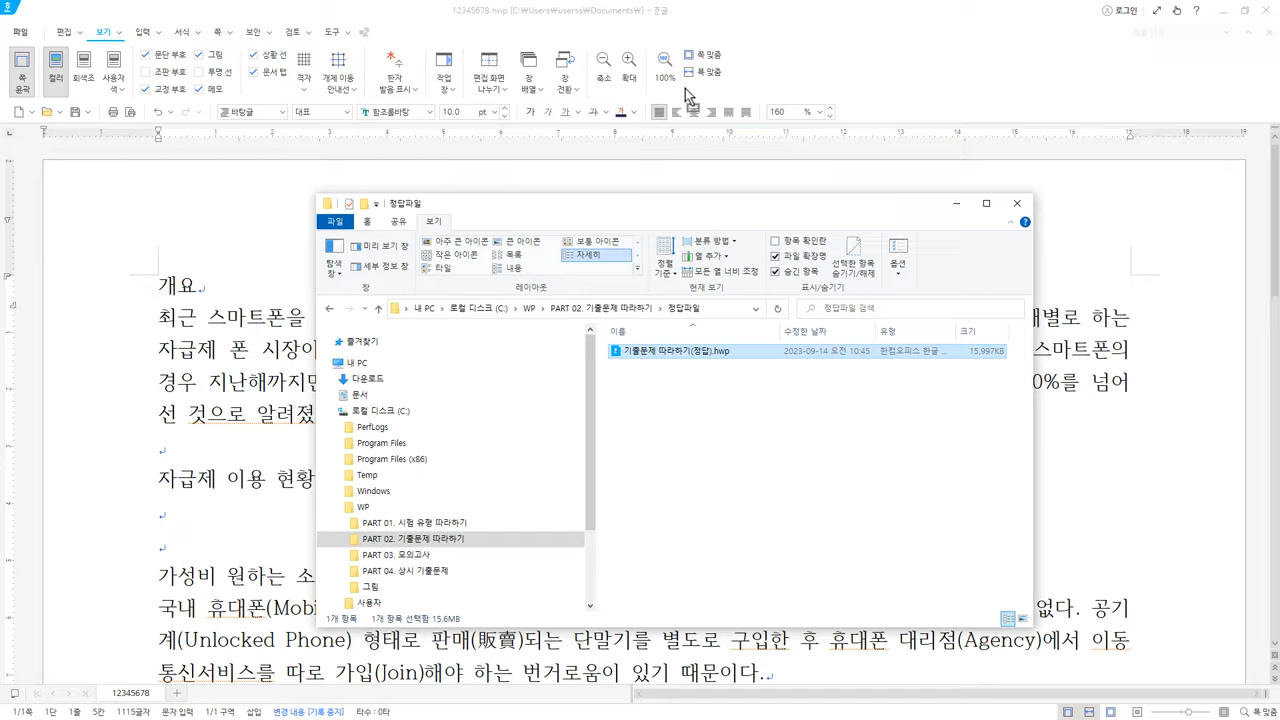 12345678.hwp [C:\Users\userss\Documents\] - 한글
로그인
파일 편집 보기 입력 서식 쪽 보안 검토 도구
쪽 윤곽 컬러 회색조 사용자 색
문단 부호 그림 상황 선
조판 부호 투명 선 문서 탭
교정 부호 메모
격자 개체 이동 안내선 한자 발음 표시 작업 창 편집 화면 나누기 창 배열 창 전환 축소 확대 100% 쪽 맞춤
폭 맞춤
바탕글 대표 함초롬바탕 10.0 pt 가 가 가 가 160 %
정답파일
파일 홈 공유 보기
탐색 창 미리 보기 창 세부 정보 창 창
아주 큰 아이콘 큰 아이콘 보통 아이콘
작은 아이콘 목록 자세히
타일 내용
레이아웃
정렬 기준 분류 방법 열 추가 모든 열 너비 조정 현재 보기
항목 확인란 파일 확장명 숨긴 항목 선택한 항목 숨기기/해제 표시/숨기기 옵션
내 PC > 로컬 디스크 (C:) > WP > PART 02. 기출문제 따라하기 > 정답파일
정답파일 검색
이름 수정한 날짜 유형 크기
기출문제 따라하기(정답).hwp 2023-09-14 오전 10:45 한컴오피스 한글 ... 15,997KB
즐겨찾기
내 PC
다운로드
문서
로컬 디스크 (C:)
PerfLogs
Program Files
Program Files (x86)
Temp
Windows
WP
PART 01. 시험 유형 따라하기
PART 02. 기출문제 따라하기
PART 03. 모의고사
PART 04. 상시 기출문제
그림
사용자
1개 항목 1개 항목 선택함 15.6MB
개요
최근 스마트폰을 별로 하는
자급제 폰 시장이 스마트폰의
경우 지난해까지만 0%를 넘어
선 것으로 알려졌
자급제 이용 현황
가성비 원하는 소
국내 휴대폰(Mobi 없다. 공기
계(Unlocked Phone) 형태로 판매(販賣)되는 단말기를 별도로 구입한 후 휴대폰 대리점(Agency)에서 이동
통신서비스를 따로 가입(Join)해야 하는 번거로움이 있기 때문이다.
12345678
1/1쪽 1단 1줄 5칸 1115글자 문자 입력 1/1 구역 삽입 변경 내용 [기록 중지] 타수 : 0타 폭 맞춤